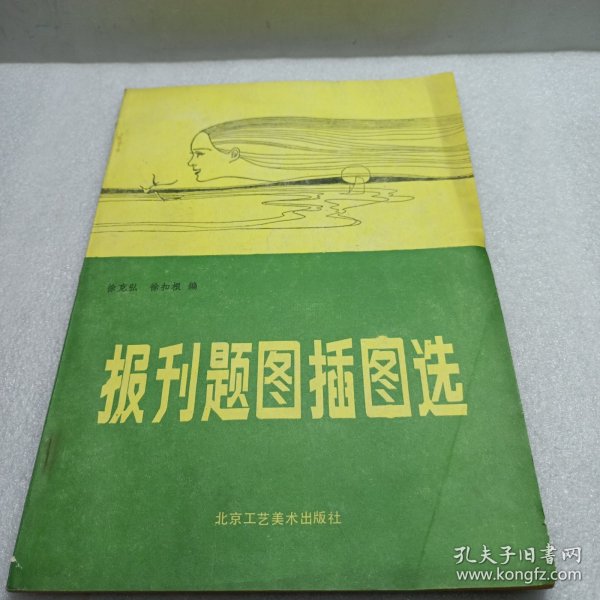 徐克弘 徐扣根 编
报刊题图插图选
北京工艺美术出版社
孔夫子旧书网
www.kongfz.com